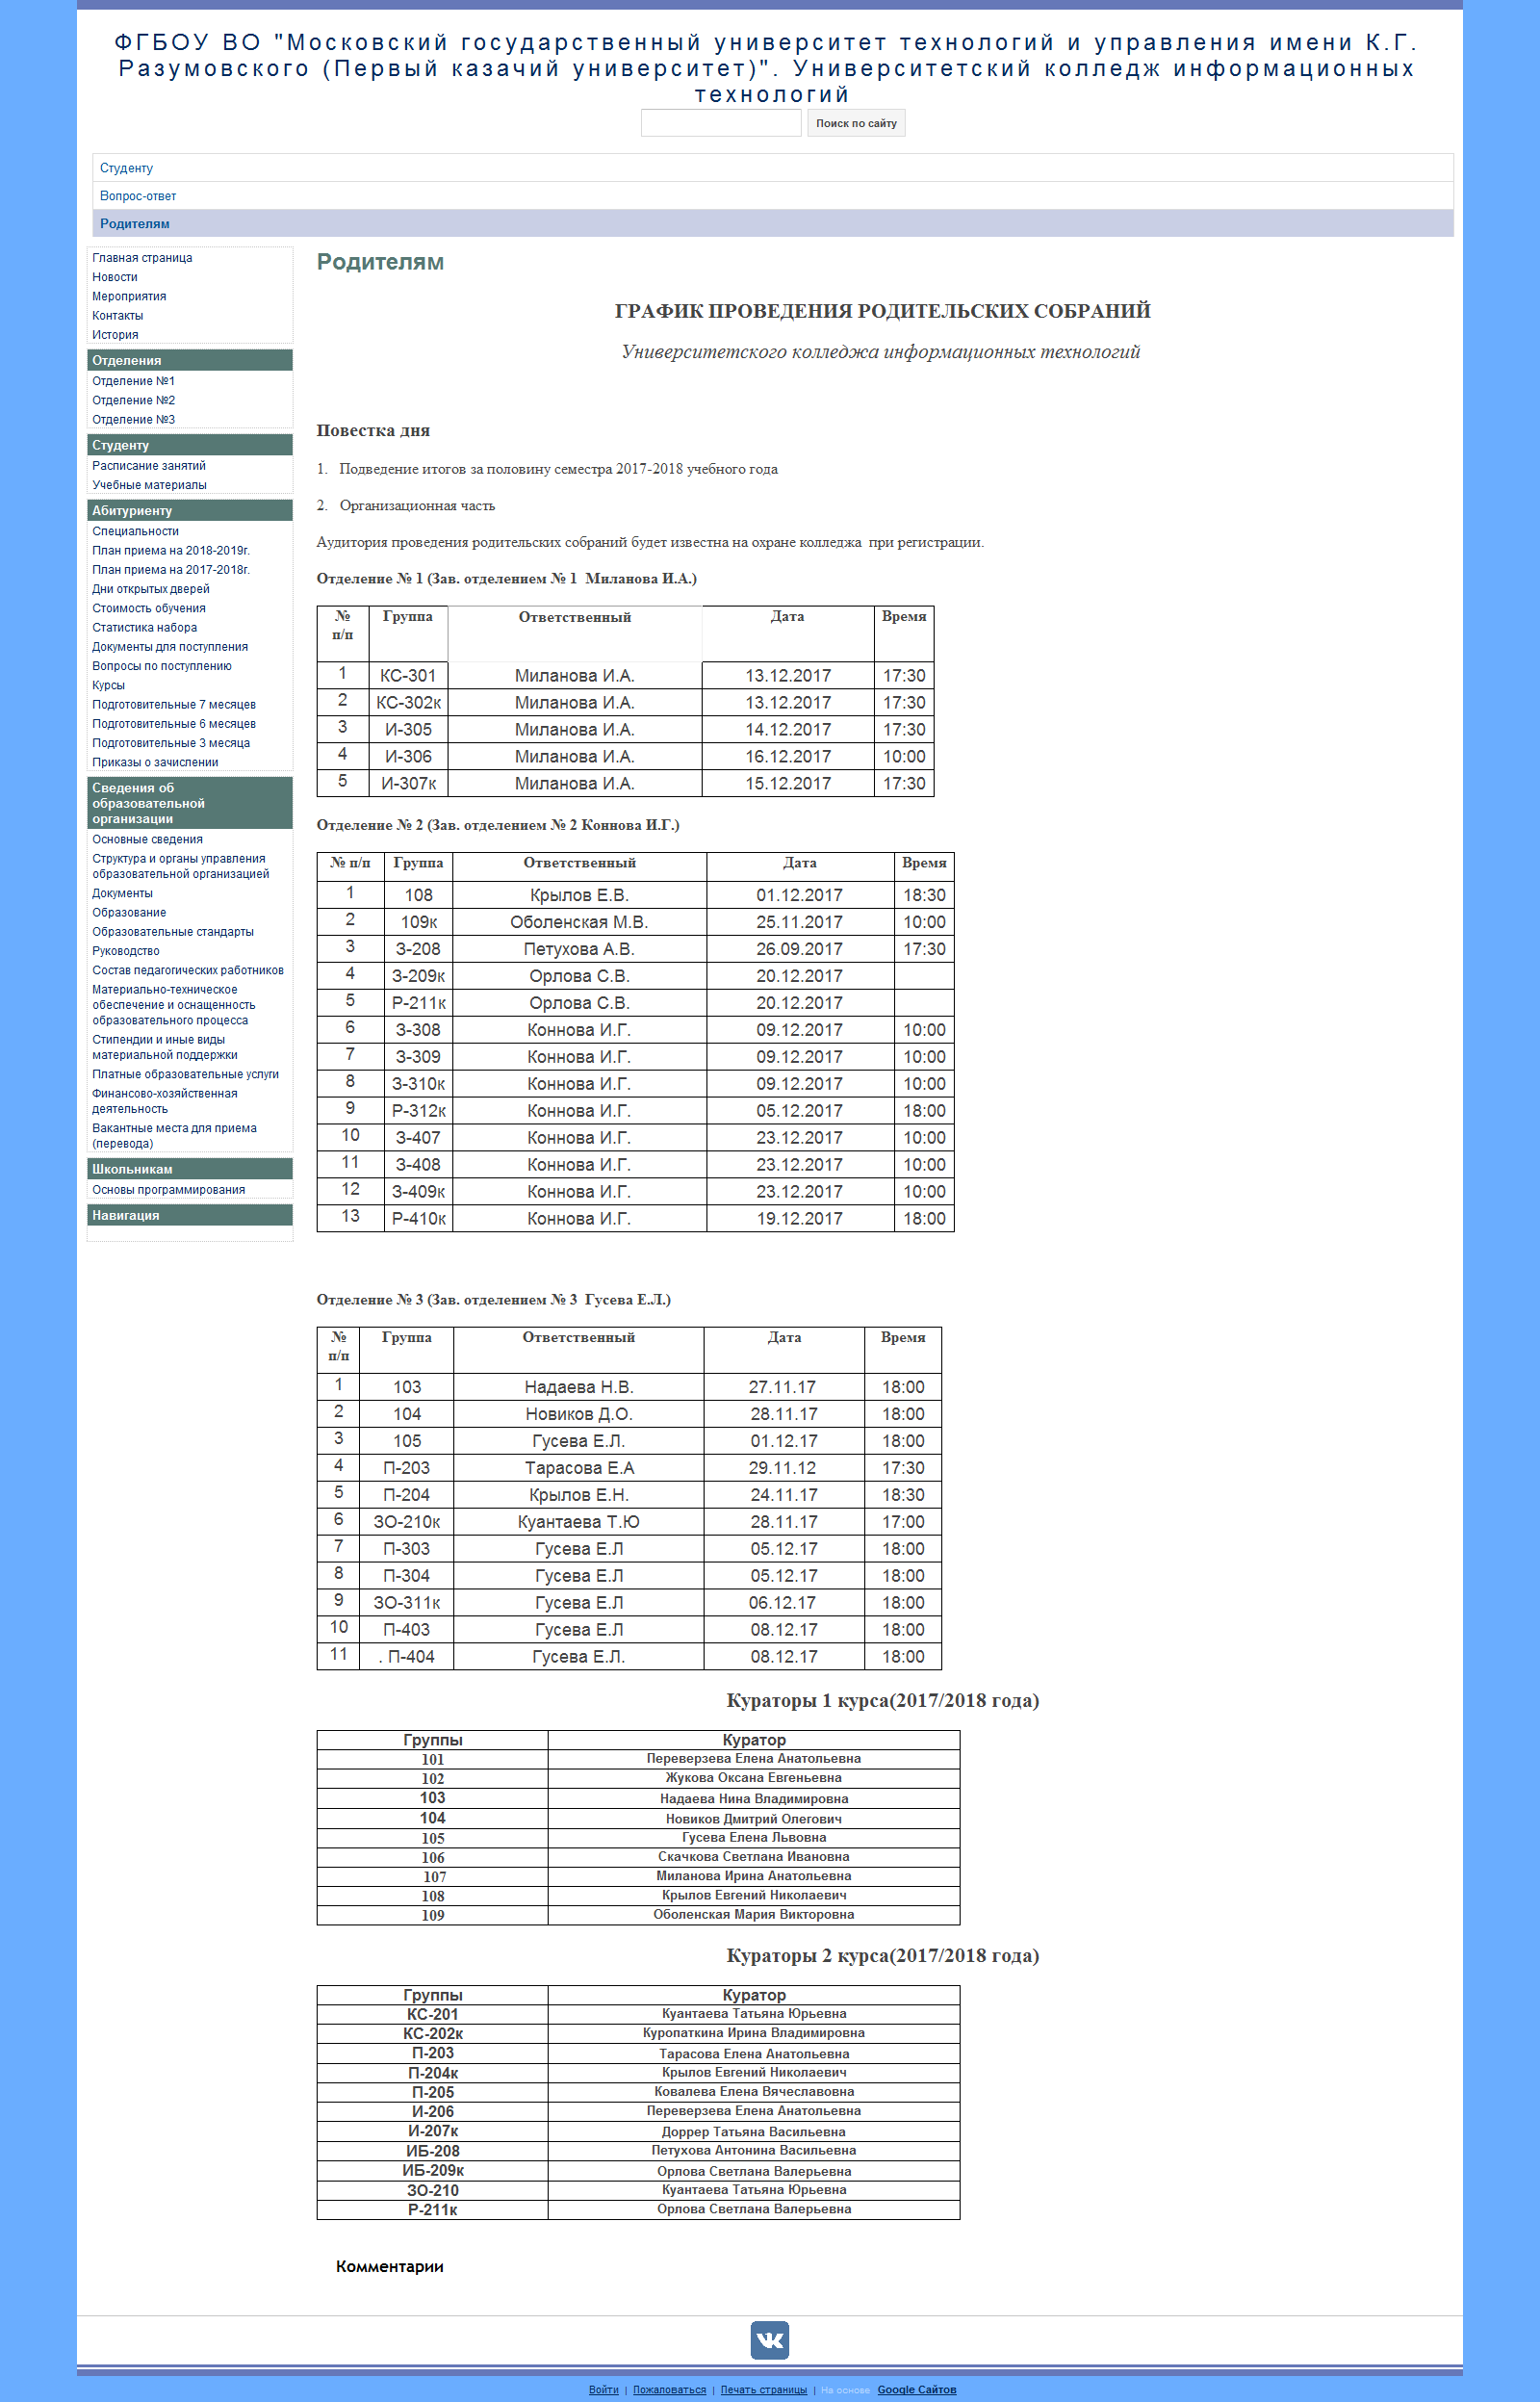 ФГБОУ ВО "Московский государственный университет технологий и управления имени К.Г.
Разумовского (Первый казачий университет)". Университетский колледж информационных
технологий
Поиск по сайту
Студенту
Вопрос-ответ
Родителям
Главная страница
Новости
Мероприятия
Контакты
История
Отделения
Отделение №1
Отделение №2
Отделение №3
Студенту
Расписание занятий
Учебные материалы
Абитуриенту
Специальности
План приема на 2018-2019г.
План приема на 2017-2018г.
Дни открытых дверей
Стоимость обучения
Статистика набора
Документы для поступления
Вопросы по поступлению
Курсы
Подготовительные 7 месяцев
Подготовительные 6 месяцев
Подготовительные 3 месяца
Приказы о зачислении
Сведения об
образовательной
организации
Основные сведения
Структура и органы управления
образовательной организацией
Документы
Образование
Образовательные стандарты
Руководство
Состав педагогических работников
Материально-техническое
обеспечение и оснащенность
образовательного процесса
Стипендии и иные виды
материальной поддержки
Платные образовательные услуги
Финансово-хозяйственная
деятельность
Вакантные места для приема
(перевода)
Школьникам
Основы программирования
Навигация
Родителям
ГРАФИК ПРОВЕДЕНИЯ РОДИТЕЛЬСКИХ СОБРАНИЙ
Университетского колледжа информационных технологий
Повестка дня
1. Подведение итогов за половину семестра 2017-2018 учебного года
2. Организационная часть
Аудитория проведения родительских собраний будет известна на охране колледжа при регистрации.
Отделение № 1 (Зав. отделением № 1 Миланова И.А.)
№ п/п Группа Ответственный Дата Время
1 КС-301 Миланова И.А. 13.12.2017 17:30
2 КС-302к Миланова И.А. 13.12.2017 17:30
3 И-305 Миланова И.А. 14.12.2017 17:30
4 И-306 Миланова И.А. 16.12.2017 10:00
5 И-307к Миланова И.А. 15.12.2017 17:30
Отделение № 2 (Зав. отделением № 2 Коннова И.Г.)
№ п/п Группа Ответственный Дата Время
1 108 Крылов Е.В. 01.12.2017 18:30
2 109к Оболенская М.В. 25.11.2017 10:00
3 З-208 Петухова А.В. 26.09.2017 17:30
4 З-209к Орлова С.В. 20.12.2017
5 Р-211к Орлова С.В. 20.12.2017
6 З-308 Коннова И.Г. 09.12.2017 10:00
7 З-309 Коннова И.Г. 09.12.2017 10:00
8 З-310к Коннова И.Г. 09.12.2017 10:00
9 Р-312к Коннова И.Г. 05.12.2017 18:00
10 З-407 Коннова И.Г. 23.12.2017 10:00
11 З-408 Коннова И.Г. 23.12.2017 10:00
12 З-409к Коннова И.Г. 23.12.2017 10:00
13 Р-410к Коннова И.Г. 19.12.2017 18:00
Отделение № 3 (Зав. отделением № 3 Гусева Е.Л.)
№ п/п Группа Ответственный Дата Время
1 103 Надаева Н.В. 27.11.17 18:00
2 104 Новиков Д.О. 28.11.17 18:00
3 105 Гусева Е.Л. 01.12.17 18:00
4 П-203 Тарасова Е.А 29.11.12 17:30
5 П-204 Крылов Е.Н. 24.11.17 18:30
6 ЗО-210к Куантаева Т.Ю 28.11.17 17:00
7 П-303 Гусева Е.Л 05.12.17 18:00
8 П-304 Гусева Е.Л 05.12.17 18:00
9 ЗО-311к Гусева Е.Л 06.12.17 18:00
10 П-403 Гусева Е.Л 08.12.17 18:00
11 . П-404 Гусева Е.Л. 08.12.17 18:00
Кураторы 1 курса(2017/2018 года)
Группы Куратор
101 Переверзева Елена Анатольевна
102 Жукова Оксана Евгеньевна
103 Надаева Нина Владимировна
104 Новиков Дмитрий Олегович
105 Гусева Елена Львовна
106 Скачкова Светлана Ивановна
107 Миланова Ирина Анатольевна
108 Крылов Евгений Николаевич
109 Оболенская Мария Викторовна
Кураторы 2 курса(2017/2018 года)
Группы Куратор
КС-201 Куантаева Татьяна Юрьевна
КС-202к Куропаткина Ирина Владимировна
П-203 Тарасова Елена Анатольевна
П-204к Крылов Евгений Николаевич
П-205 Ковалева Елена Вячеславовна
И-206 Переверзева Елена Анатольевна
И-207к Доррер Татьяна Васильевна
ИБ-208 Петухова Антонина Васильевна
ИБ-209к Орлова Светлана Валерьевна
ЗО-210 Куантаева Татьяна Юрьевна
Р-211к Орлова Светлана Валерьевна
Комментарии
Войти | Пожаловаться | Печать страницы | На основе Google Сайтов